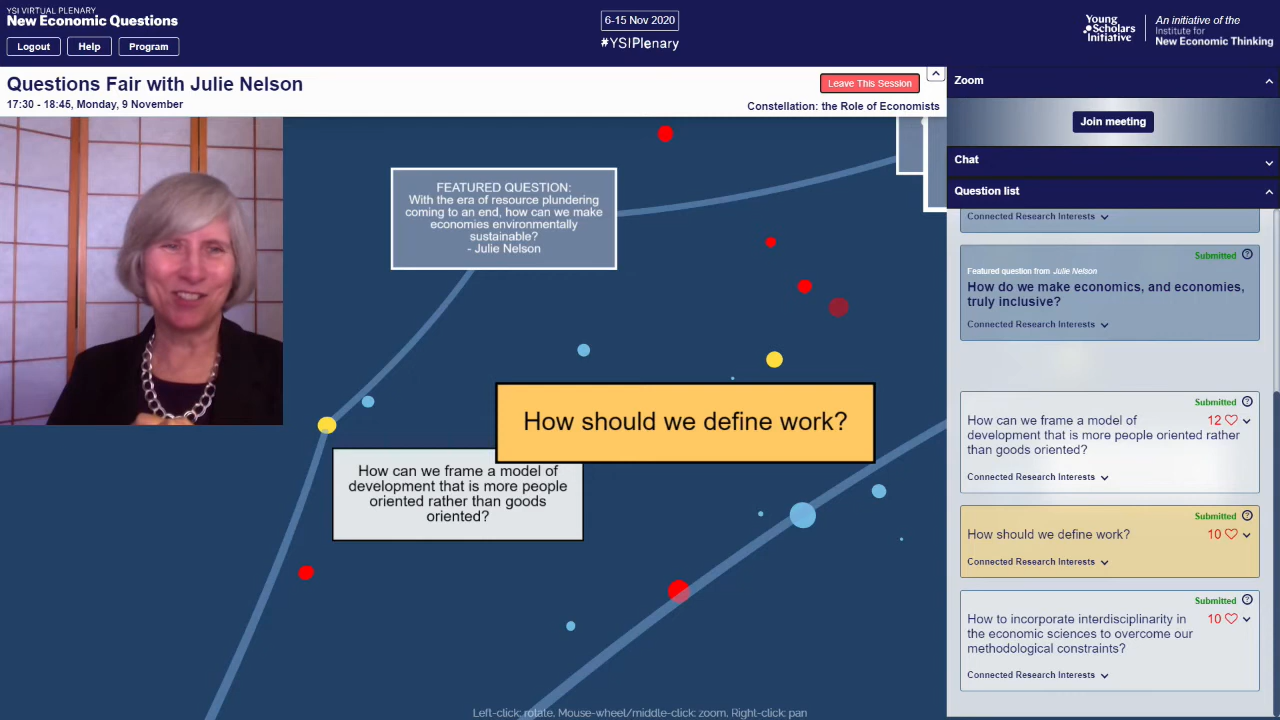 YSI VIRTUAL PLENARY
New Economic Questions
Logout
Help
Program
6-15 Nov 2020
#YSIPlenary
Young
Scholars
Initiative
An initiative of the
Institute for
New Economic Thinking
Questions Fair with Julie Nelson
17:30 - 18:45, Monday, 9 November
Leave This Session
Constellation: the Role of Economists
FEATURED QUESTION:
With the era of resource plundering
coming to an end, how can we make
economies environmentally
sustainable?
- Julie Nelson
How should we define work?
How can we frame a model of
development that is more people
oriented rather than goods
oriented?
Left-click: rotate, Mouse-wheel/middle-click: zoom, Right-click: pan
Zoom
Join meeting
Chat
Question list
Connected Research Interests
Submitted
Featured question from Julie Nelson
How do we make economics, and economies,
truly inclusive?
Connected Research Interests
Submitted
How can we frame a model of
development that is more people oriented rather
than goods oriented?
12
Connected Research Interests
Submitted
How should we define work?
10
Connected Research Interests
Submitted
How to incorporate interdisciplinarity in
the economic sciences to overcome our
methodological constraints?
10
Connected Research Interests